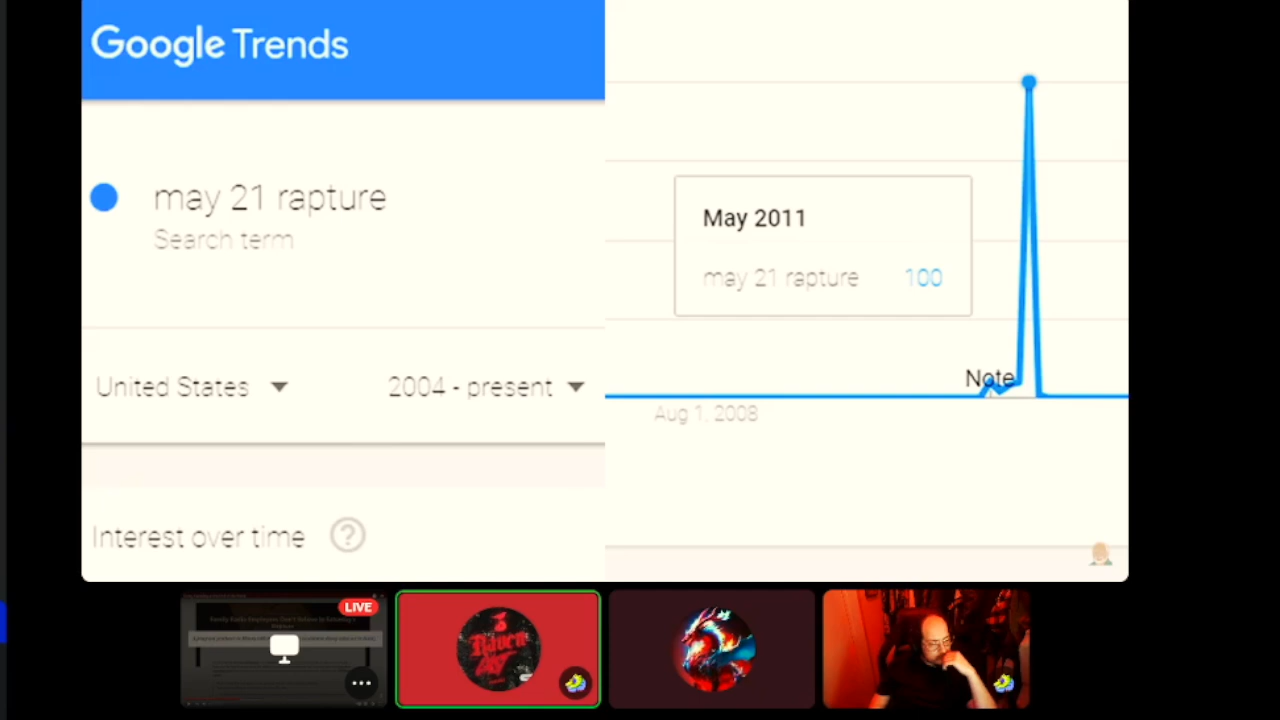 Google Trends
may 21 rapture
Search term
United States
2004 - present
Interest over time
?
May 2011
may 21 rapture 100
Note
Aug 1, 2008
LIVE
Raven